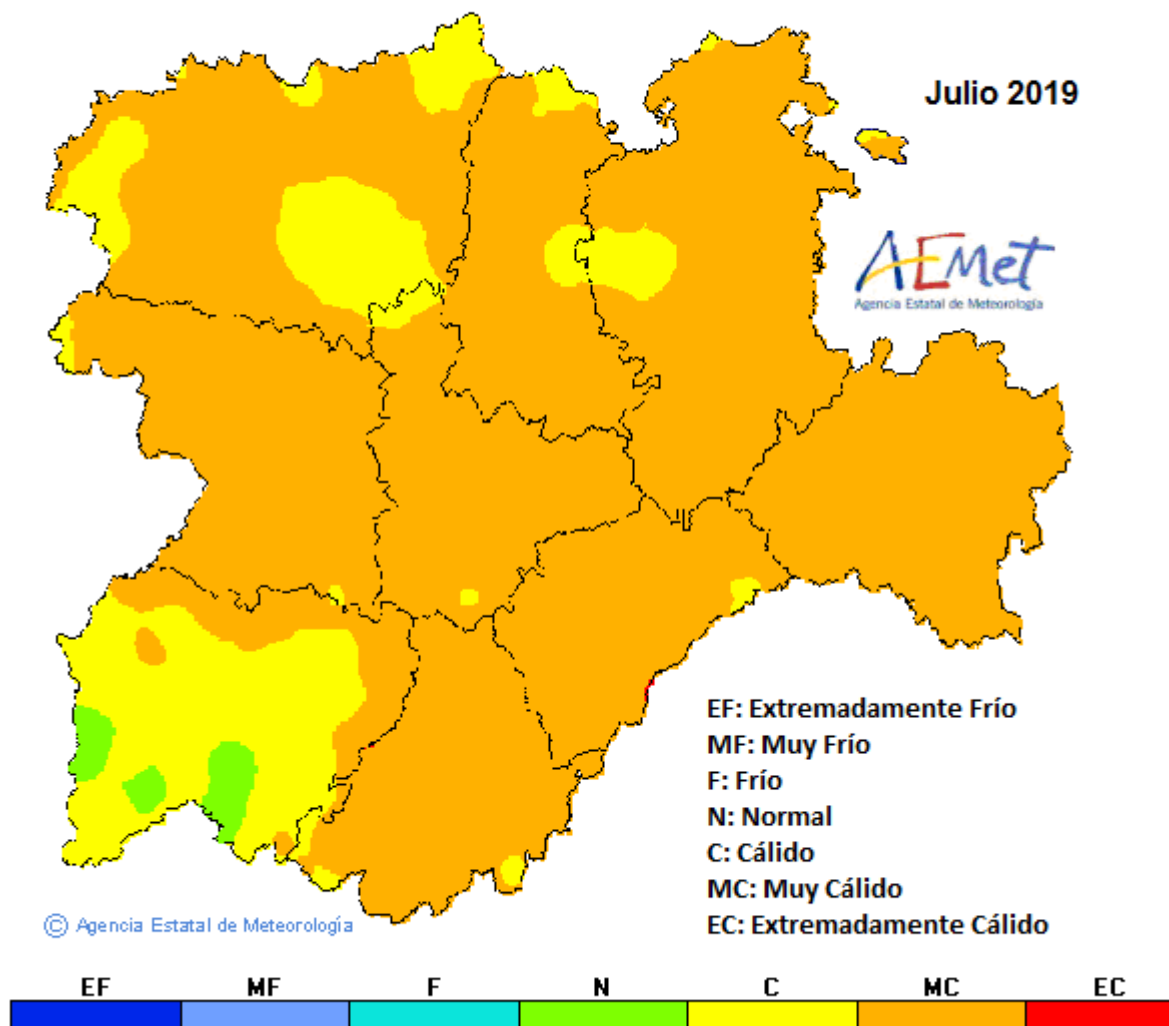 Julio 2019
AEMet
Agencia Estatal de Meteorología
EF: Extremadamente Frío
MF: Muy Frío
F: Frío
N: Normal
C: Cálido
MC: Muy Cálido
EC: Extremadamente Cálido
© Agencia Estatal de Meteorología
EF MF F N C MC EC